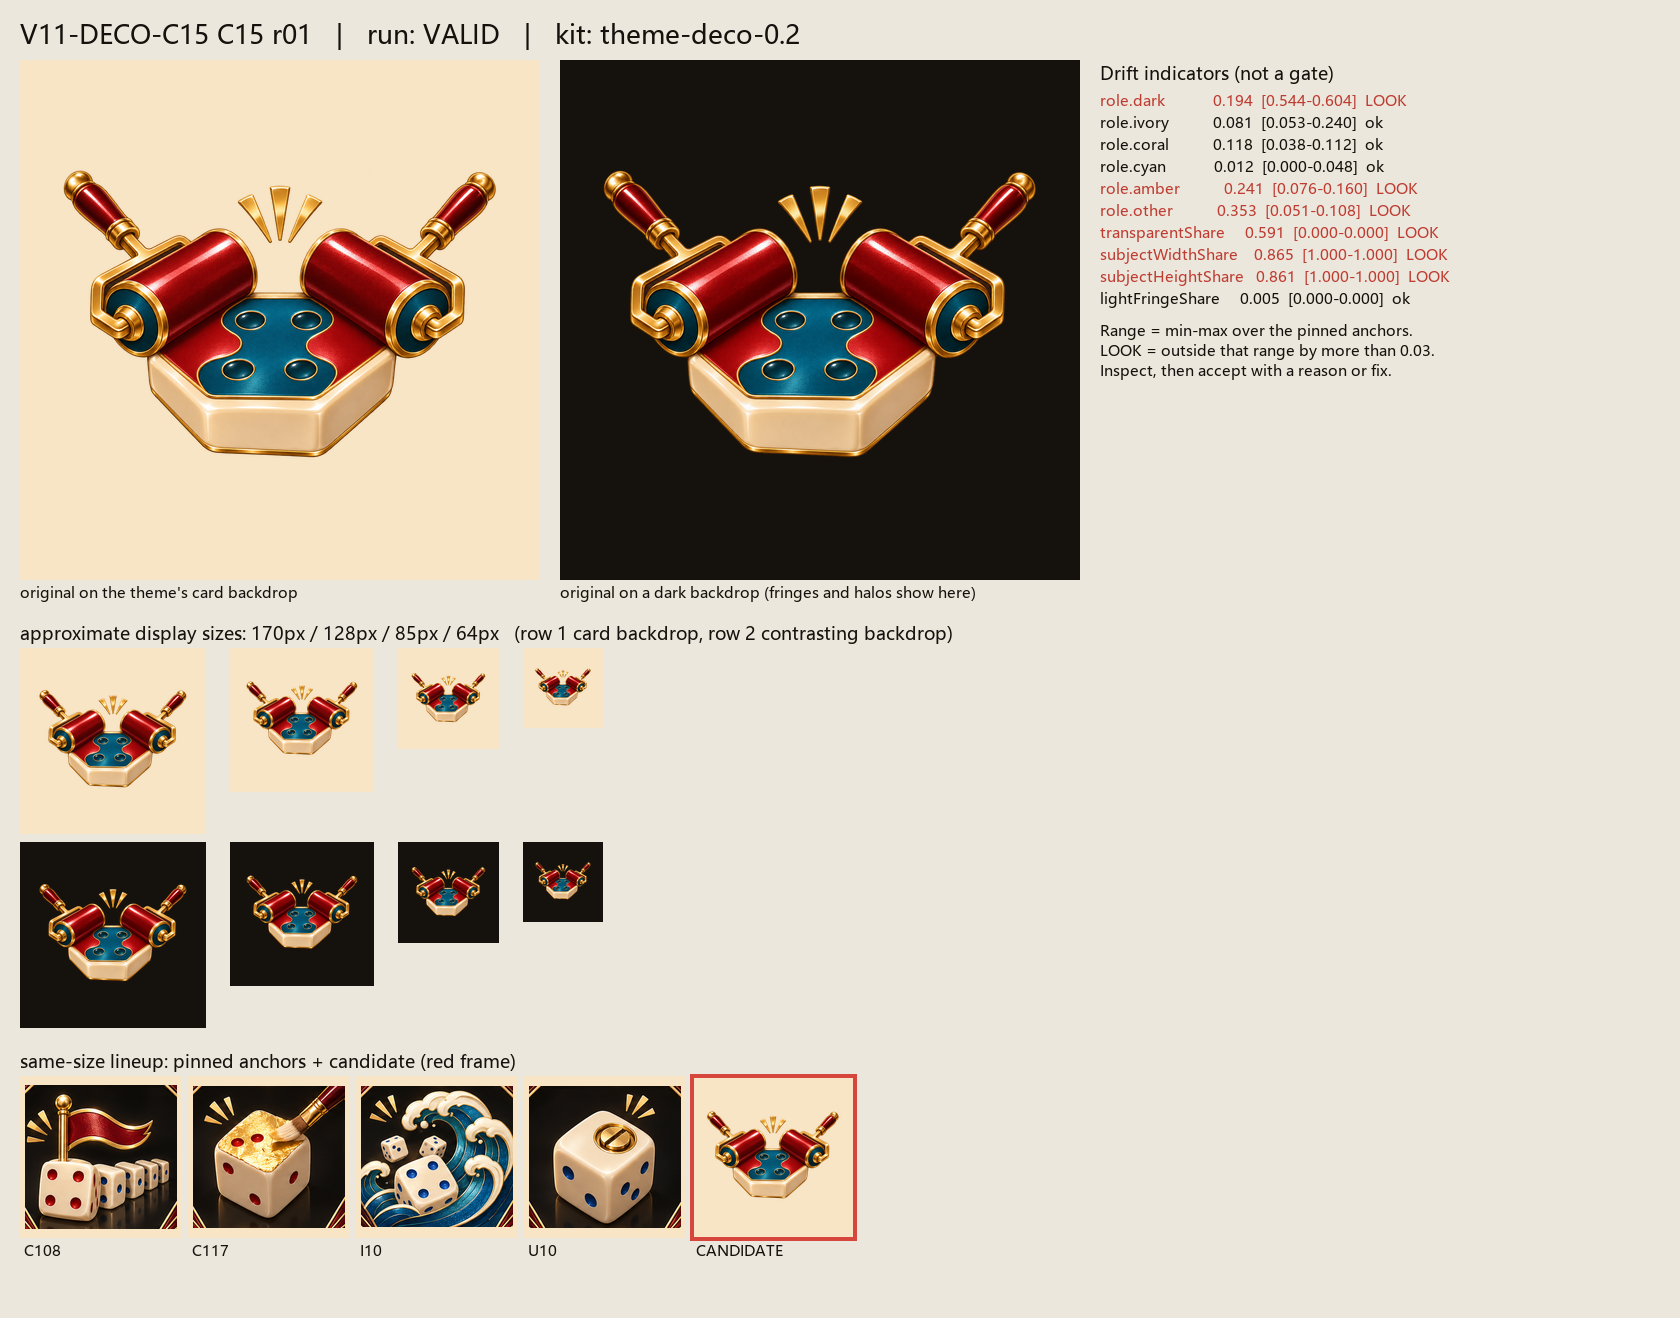 V11-DECO-C15 C15 r01   |   run: VALID   |   kit: theme-deco-0.2
Drift indicators (not a gate)
role.dark 0.194 [0.544-0.604] LOOK
role.ivory 0.081 [0.053-0.240] ok
role.coral 0.118 [0.038-0.112] ok
role.cyan 0.012 [0.000-0.048] ok
role.amber 0.241 [0.076-0.160] LOOK
role.other 0.353 [0.051-0.108] LOOK
transparentShare 0.591 [0.000-0.000] LOOK
subjectWidthShare 0.865 [1.000-1.000] LOOK
subjectHeightShare 0.861 [1.000-1.000] LOOK
lightFringeShare 0.005 [0.000-0.000] ok
Range = min-max over the pinned anchors.
LOOK = outside that range by more than 0.03.
Inspect, then accept with a reason or fix.
original on the theme's card backdrop
original on a dark backdrop (fringes and halos show here)
approximate display sizes: 170px / 128px / 85px / 64px   (row 1 card backdrop, row 2 contrasting backdrop)
same-size lineup: pinned anchors + candidate (red frame)
C108
C117
I10
U10
CANDIDATE